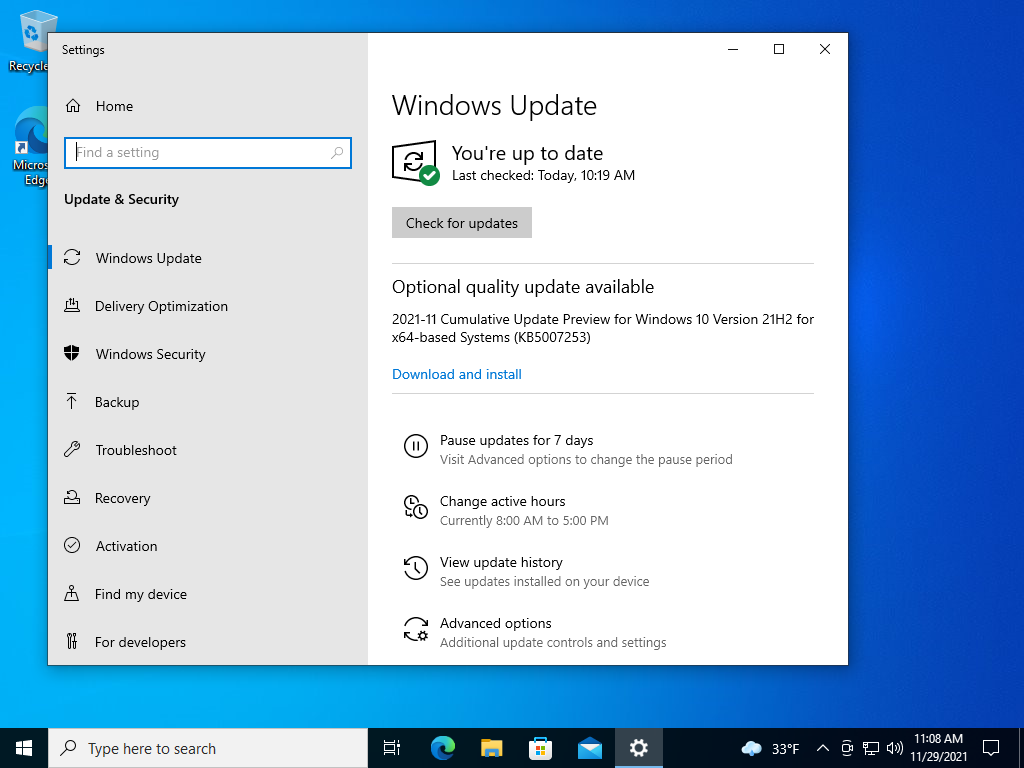 Recycle
Micros
Edge
Settings
Home
Find a setting
Update & Security
Windows Update
Delivery Optimization
Windows Security
Backup
Troubleshoot
Recovery
Activation
Find my device
For developers
Windows Update
You're up to date
Last checked: Today, 10:19 AM
Check for updates
Optional quality update available
2021-11 Cumulative Update Preview for Windows 10 Version 21H2 for
x64-based Systems (KB5007253)
Download and install
Pause updates for 7 days
Visit Advanced options to change the pause period
Change active hours
Currently 8:00 AM to 5:00 PM
View update history
See updates installed on your device
Advanced options
Additional update controls and settings
Type here to search
33°F
11:08 AM
11/29/2021